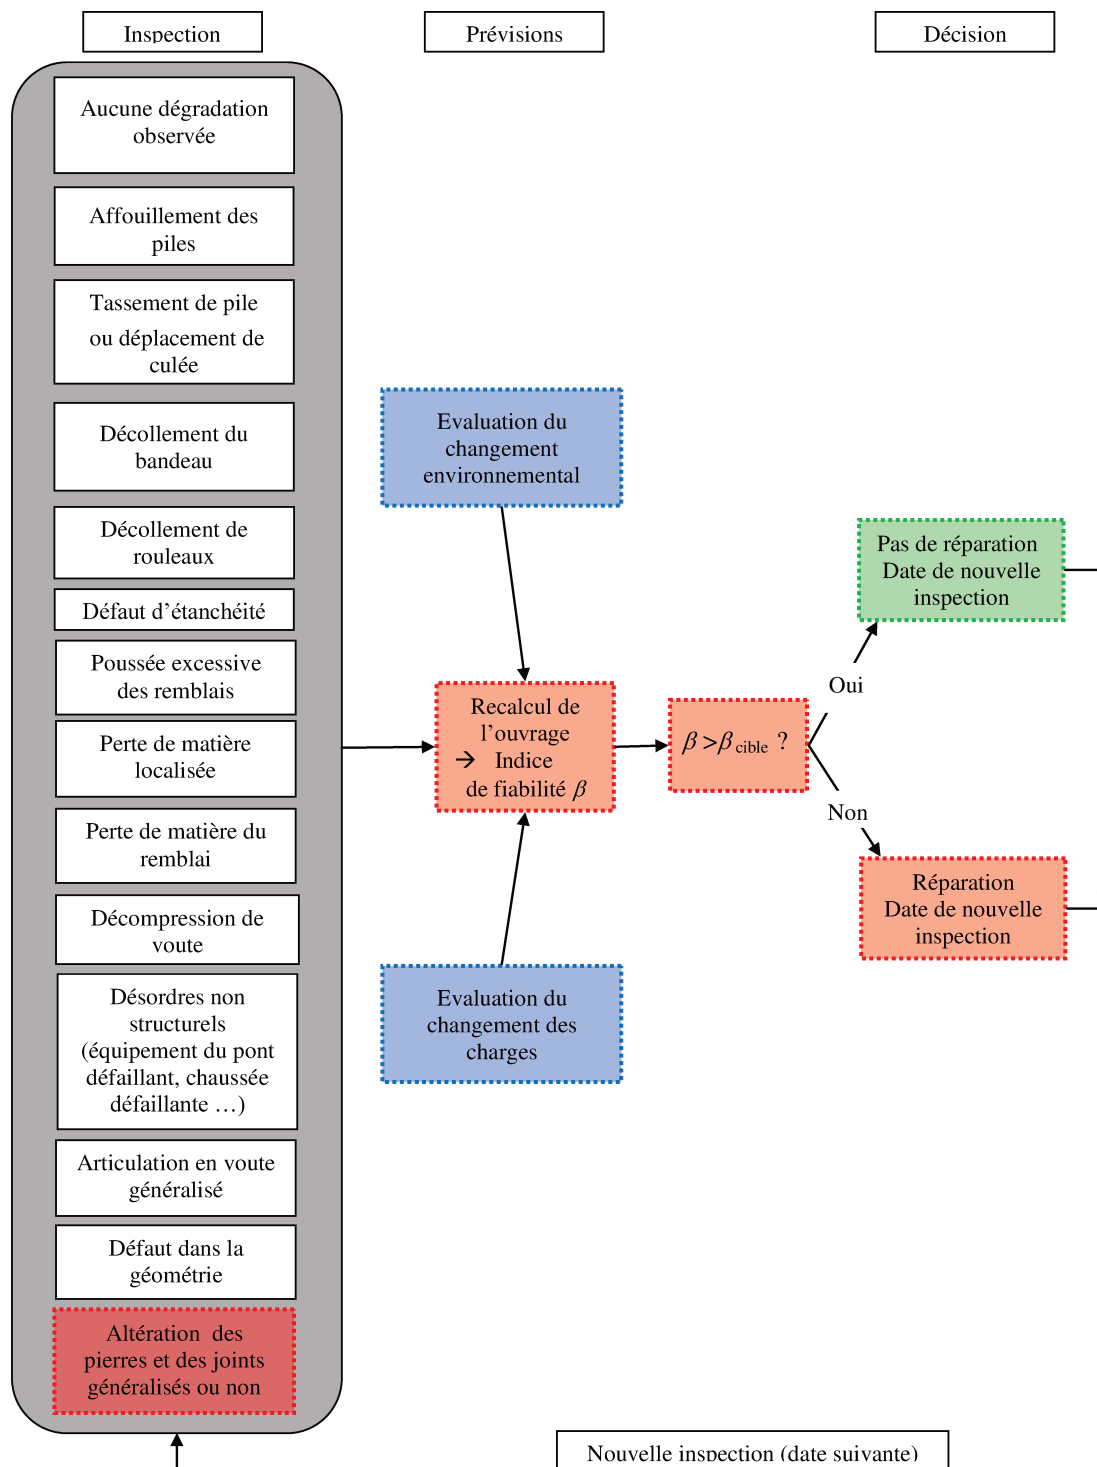 Inspection
Prévisions
Décision
Aucune dégradation
observée
Affouillement des
piles
Tassement de pile
ou déplacement de
culée
Décollement du
bandeau
Décollement de
rouleaux
Défaut d'étanchéité
Poussée excessive
des remblais
Perte de matière
localisée
Perte de matière du
remblai
Décompression de
voute
Désordres non
structurels
(équipement du pont
défaillant, chaussée
défaillante …)
Articulation en voute
généralisé
Défaut dans la
géométrie
Altération des
pierres et des joints
généralisés ou non
Evaluation du
changement
environnemental
Recalcul de
l'ouvrage
→ Indice
de fiabilité β
Evaluation du
changement des
charges
β >β cible ?
Oui
Non
Pas de réparation
Date de nouvelle
inspection
Réparation
Date de nouvelle
inspection
Nouvelle inspection (date suivante)